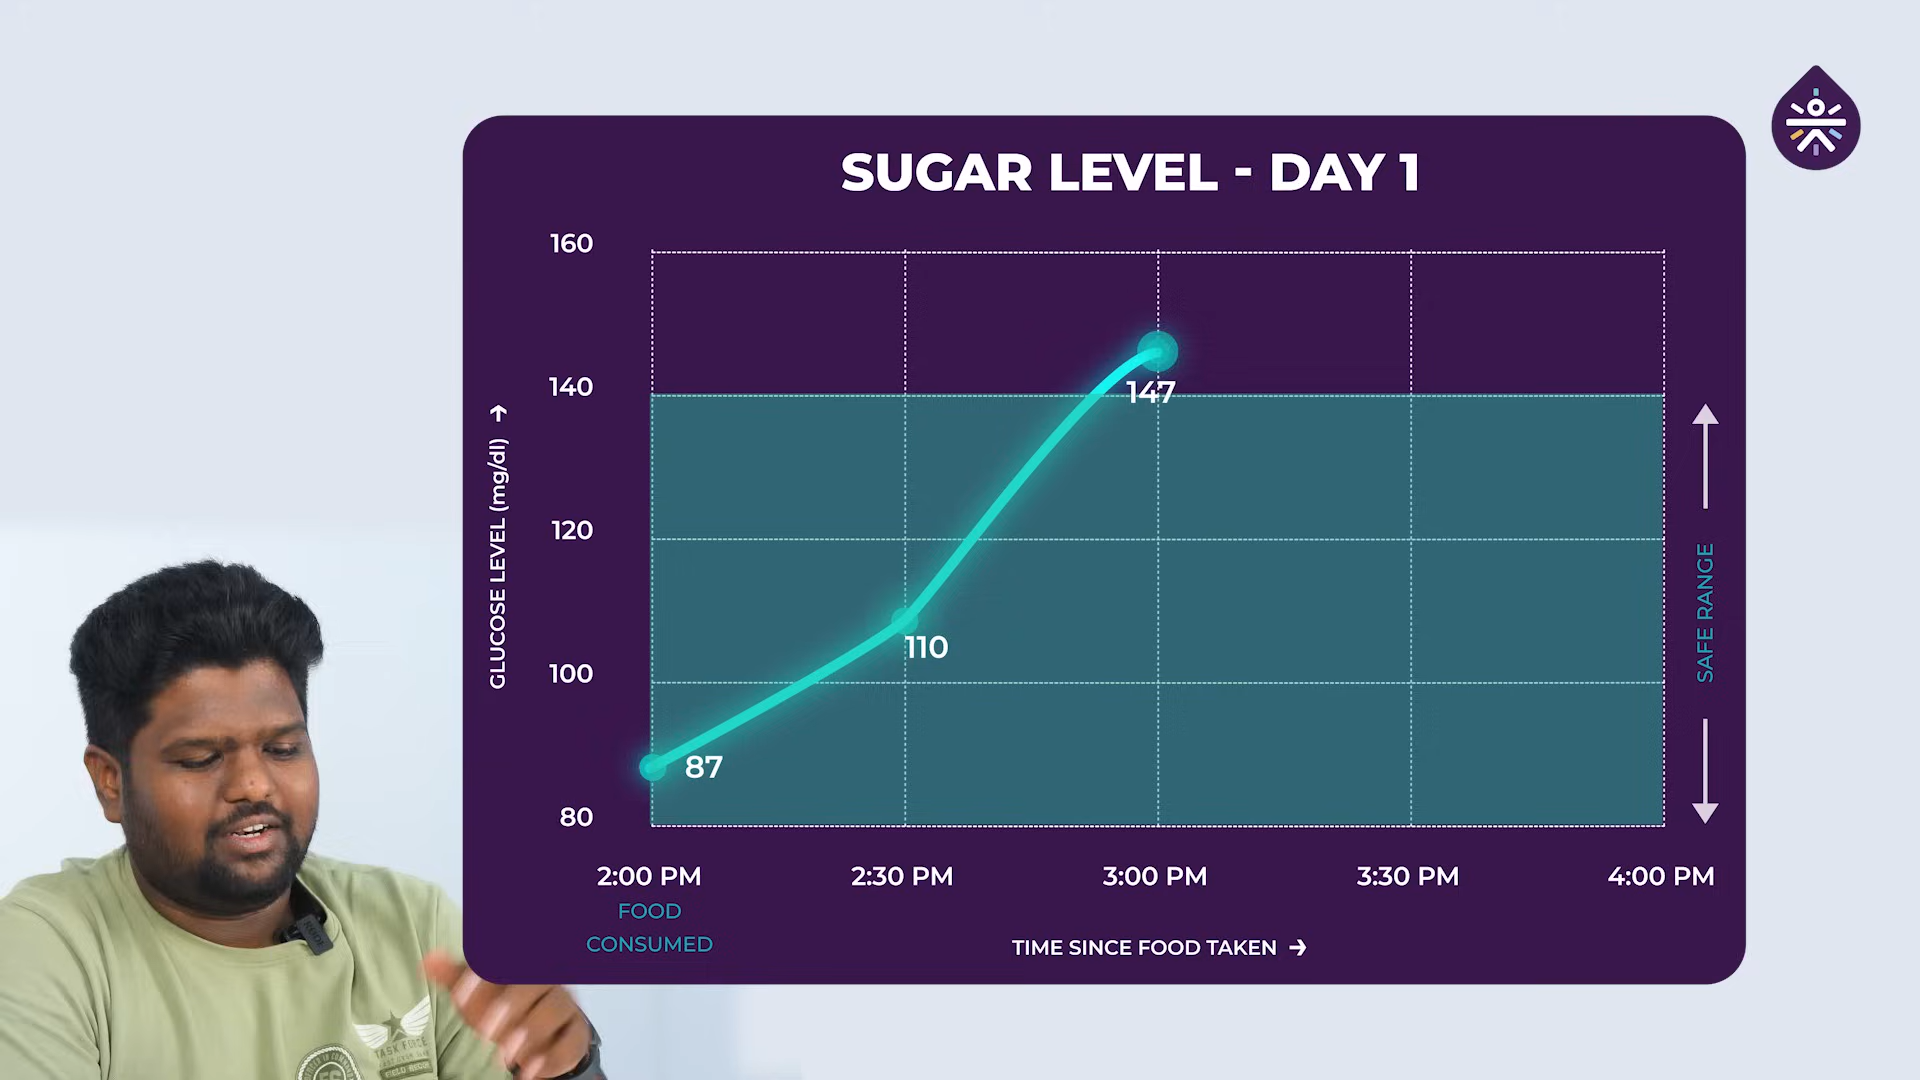 SUGAR LEVEL - DAY 1
160
140
120
100
80
GLUCOSE LEVEL (mg/dl) →
147
110
87
SAFE RANGE
2:00 PM 2:30 PM 3:00 PM 3:30 PM 4:00 PM
FOOD
CONSUMED
TIME SINCE FOOD TAKEN →
TASK FORCE